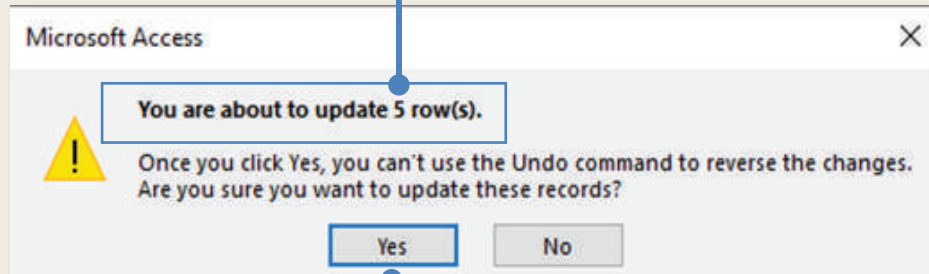 Microsoft Access
You are about to update 5 row(s).
Once you click Yes, you can't use the Undo command to reverse the changes.
Are you sure you want to update these records?
Yes
No